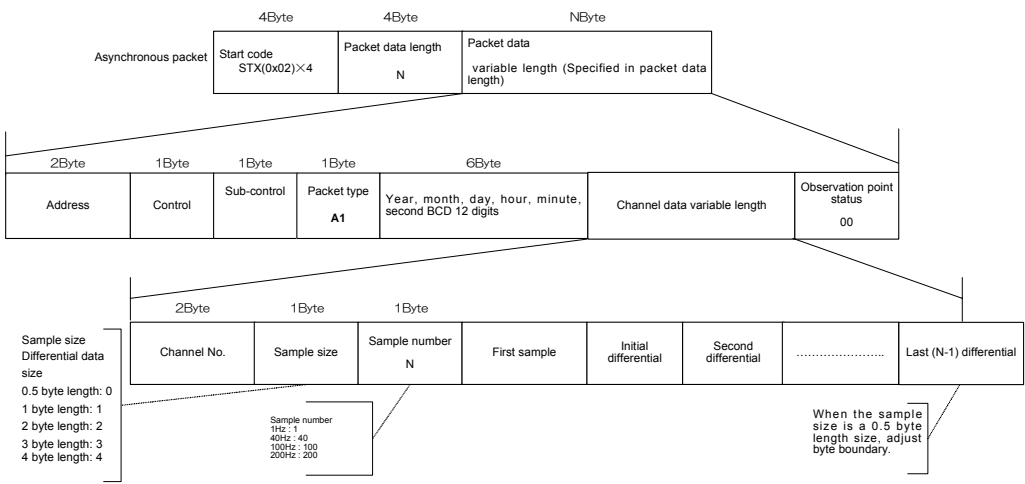 4Byte 4Byte NByte
Asynchronous packet
Start code
STX(0x02)×4
Packet data length
N
Packet data
variable length (Specified in packet data
length)
2Byte 1Byte 1Byte 1Byte 6Byte
Address
Control
Sub-control
Packet type
A1
Year, month, day, hour, minute,
second BCD 12 digits
Channel data variable length
Observation point
status
00
2Byte 1Byte 1Byte
Channel No.
Sample size
Sample number
N
First sample
Initial
differential
Second
differential
........................
Last (N-1) differential
Sample size
Differential data
size
0.5 byte length: 0
1 byte length: 1
2 byte length: 2
3 byte length: 3
4 byte length: 4
Sample number
1Hz : 1
40Hz : 40
100Hz : 100
200Hz : 200
When the sample
size is a 0.5 byte
length size, adjust
byte boundary.